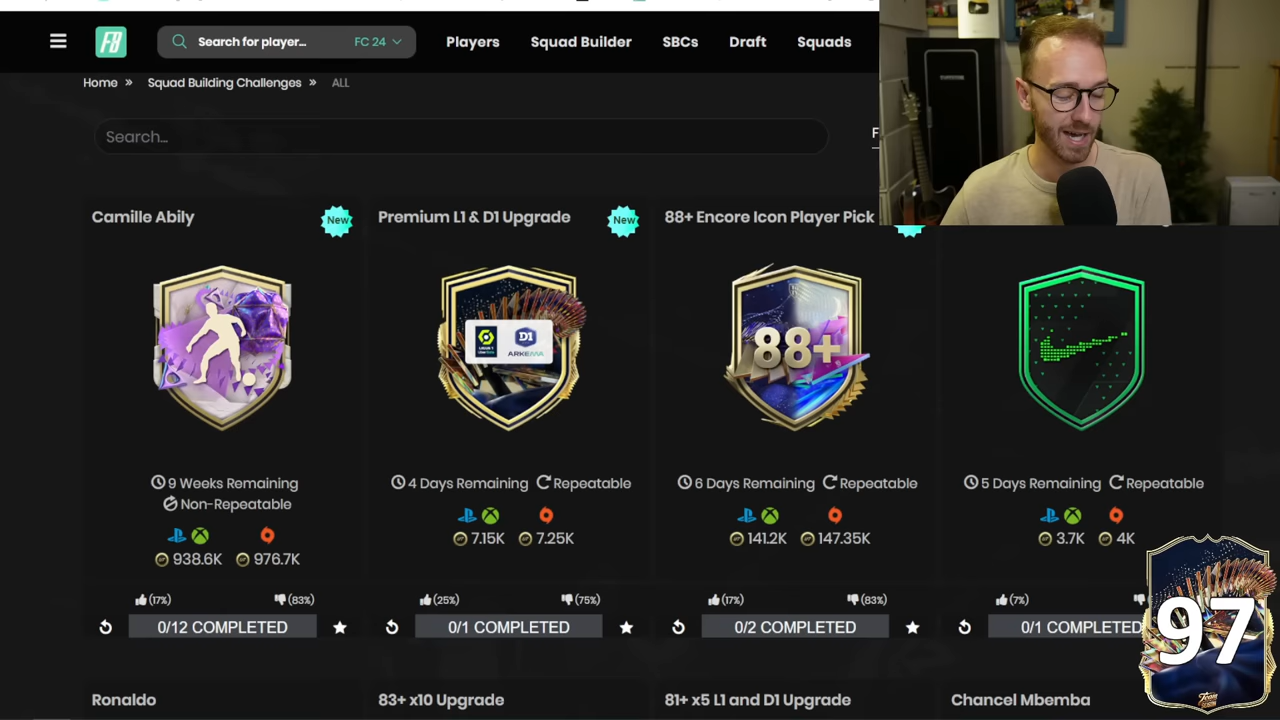 FB
Search for player...
FC 24
Players
Squad Builder
SBCs
Draft
Squads
Home » Squad Building Challenges » ALL
Search...
F
Camille Abily
New
Premium L1 & D1 Upgrade
New
88+ Encore Icon Player Pick
D1
ARKEMA
88+
9 Weeks Remaining
Non-Repeatable
4 Days Remaining
Repeatable
6 Days Remaining
Repeatable
5 Days Remaining
Repeatable
938.6K
976.7K
7.15K
7.25K
141.2K
147.35K
3.7K
4K
(17%)
(83%)
(25%)
(75%)
(17%)
(83%)
(7%)
0/12 COMPLETED
0/1 COMPLETED
0/2 COMPLETED
0/1 COMPLETED
97
Ronaldo
83+ x10 Upgrade
81+ x5 L1 and D1 Upgrade
Chancel Mbemba